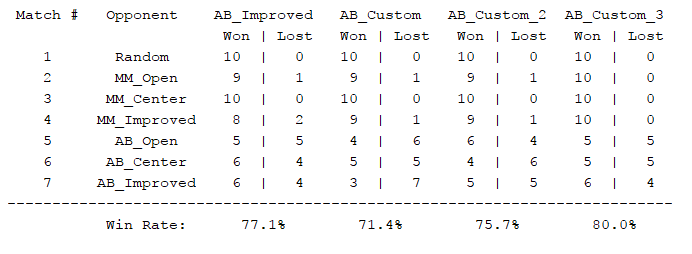 Match #   Opponent    AB_Improved   AB_Custom   AB_Custom_2  AB_Custom_3
Won | Lost   Won | Lost   Won | Lost   Won | Lost
1   Random   10 | 0   10 | 0   10 | 0   10 | 0
2   MM_Open   9 | 1   9 | 1   9 | 1   10 | 0
3   MM_Center   10 | 0   10 | 0   10 | 0   10 | 0
4   MM_Improved   8 | 2   9 | 1   9 | 1   10 | 0
5   AB_Open   5 | 5   4 | 6   6 | 4   5 | 5
6   AB_Center   6 | 4   5 | 5   4 | 6   5 | 5
7   AB_Improved   6 | 4   3 | 7   5 | 5   6 | 4
--------------------------------------------------------------------------
Win Rate:   77.1%   71.4%   75.7%   80.0%